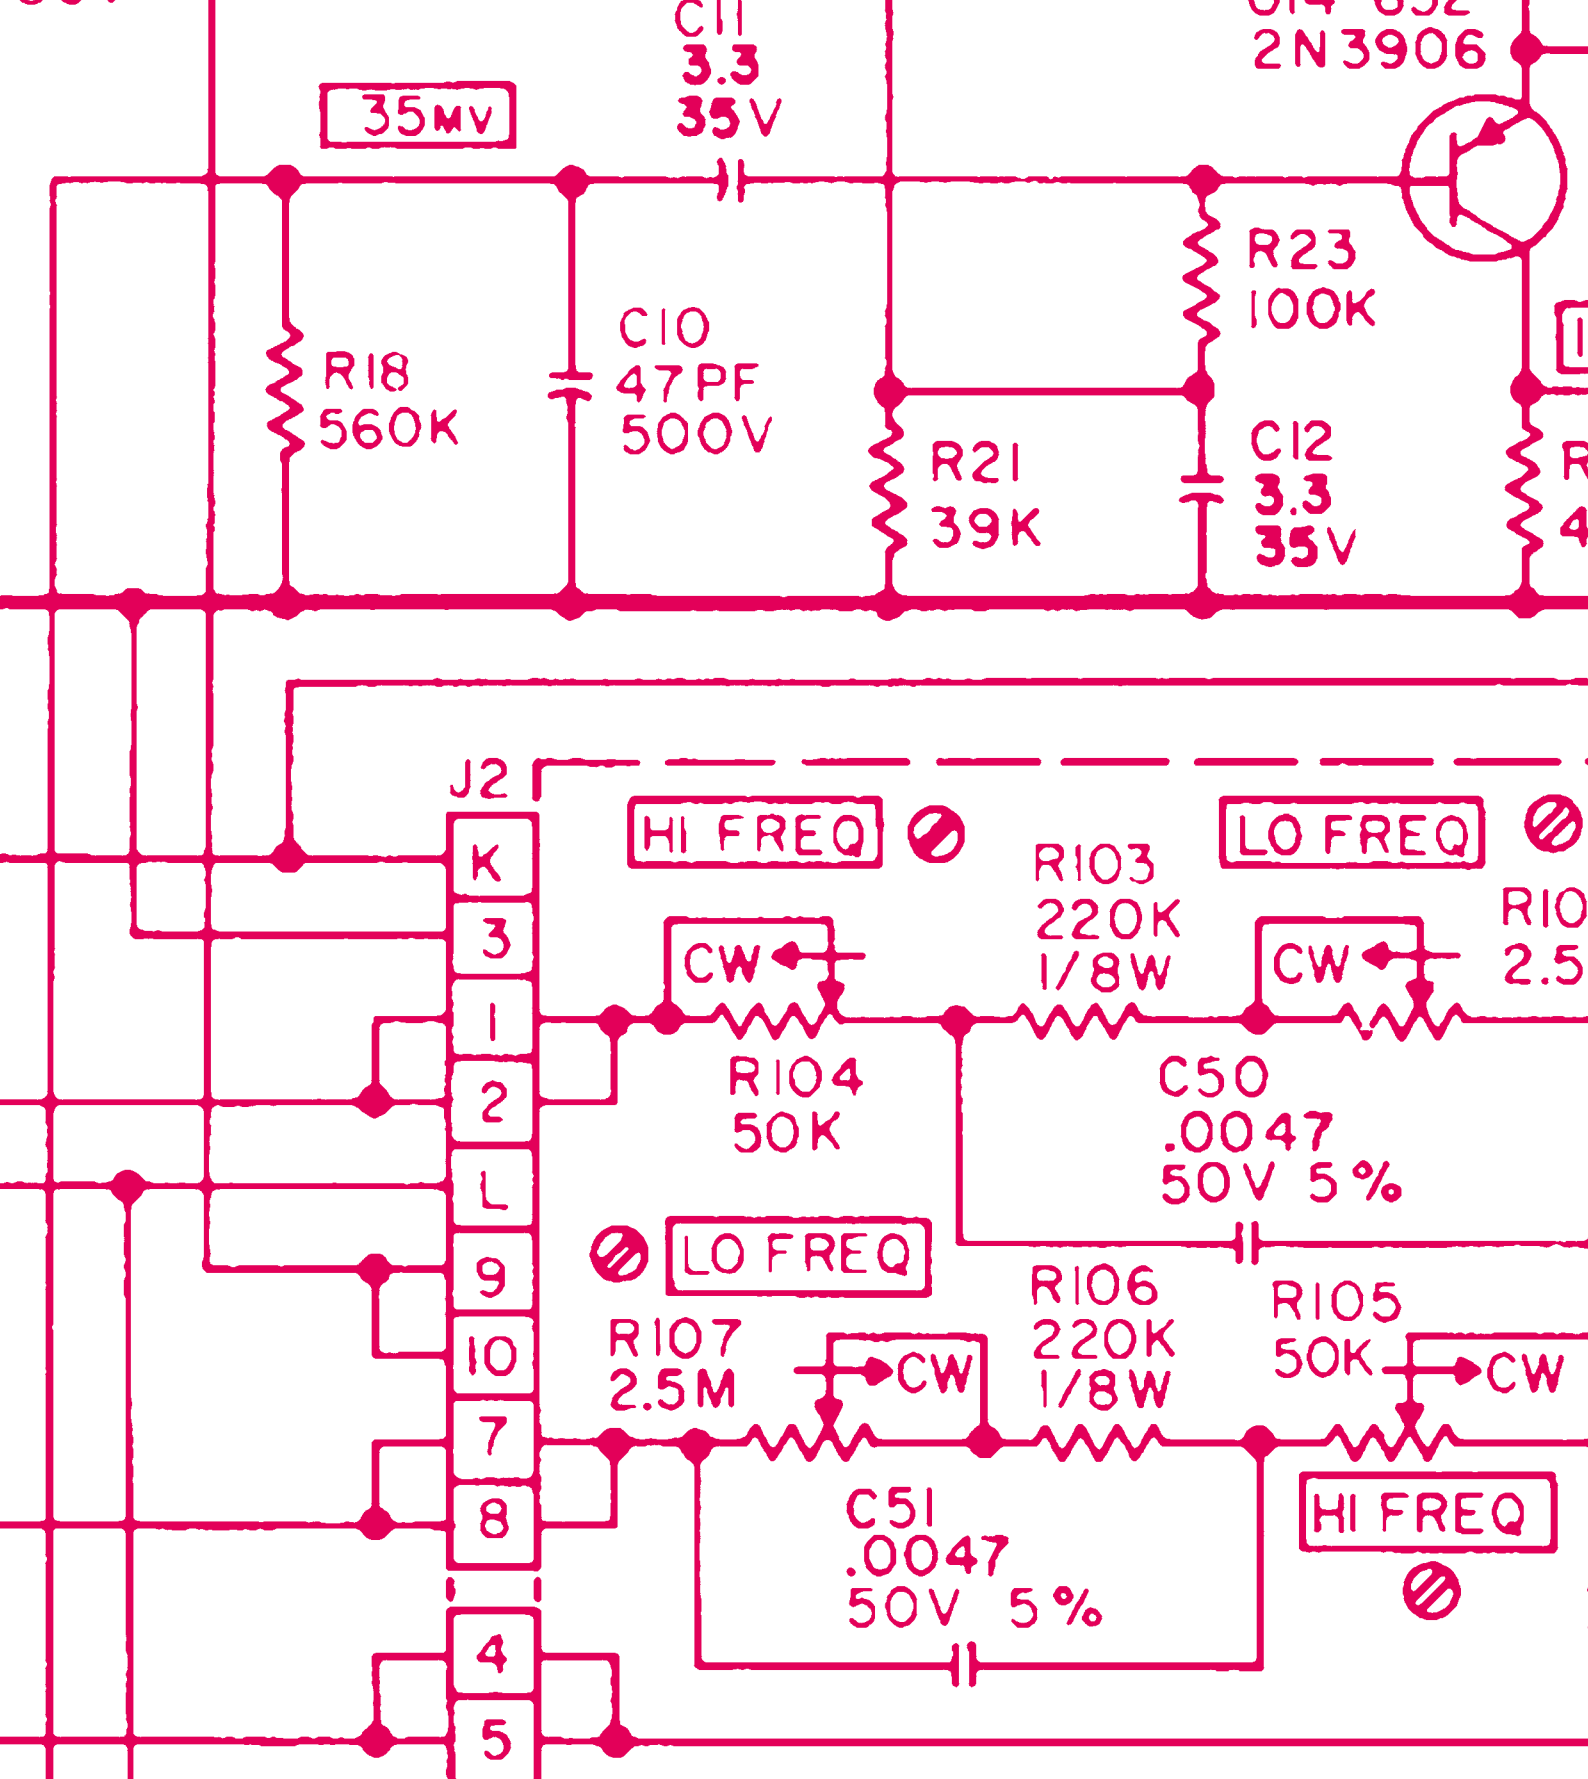 C11
3.3
35V
2N3906
35MV
R23
100K
C10
47PF
500V
R18
560K
C12
3.3
35V
R21
39K
J2
HI FREQ
LO FREQ
K
3
1
2
L
9
10
7
8
4
5
R103
220K
1/8W
R10
2.5
CW
CW
R104
50K
C50
.0047
50V 5%
LO FREQ
R107
2.5M
CW
R106
220K
1/8W
R105
50K
CW
C51
.0047
50V 5%
HI FREQ